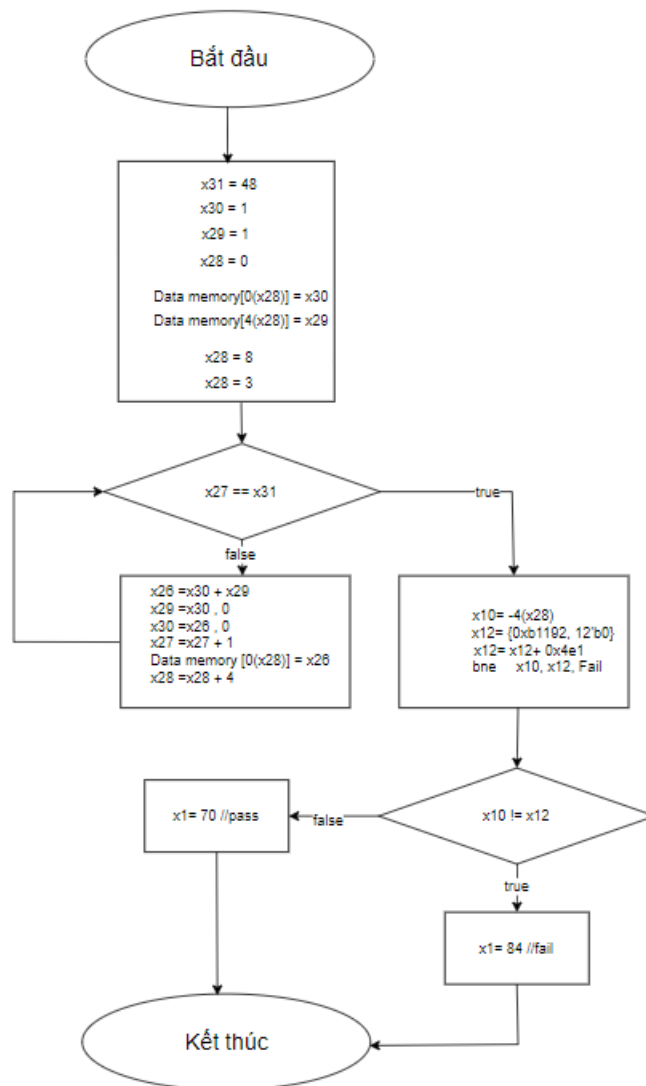 Bắt đầu
x31 = 48
x30 = 1
x29 = 1
x28 = 0
Data memory[0(x28)] = x30
Data memory[4(x28)] = x29
x28 = 8
x28 = 3
x27 == x31
true
false
x26 =x30 + x29
x29 =x30 , 0
x30 =x26 , 0
x27 =x27 + 1
Data memory [0(x28)] = x26
x28 =x28 + 4
x10= -4(x28)
x12= {0xb1192, 12'b0}
x12= x12+ 0x4e1
bne x10, x12, Fail
x1= 70 //pass
false
x10 != x12
true
x1= 84 //fail
Kết thúc